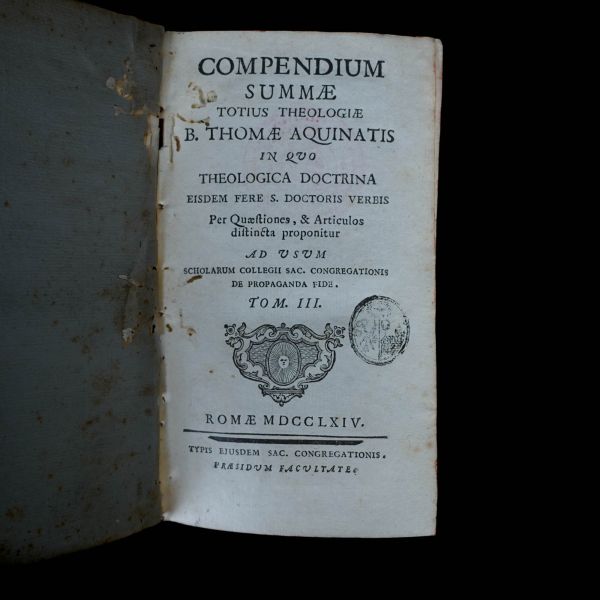 COMPENDIUM
SUMMÆ
TOTIUS THEOLOGIÆ
B. THOMÆ AQUINATIS
IN QVO
THEOLOGICA DOCTRINA
EISDEM FERE S. DOCTORIS VERBIS
Per Quæſtiones, & Articulos
diſtincta proponitur
AD USUM
SCHOLARUM COLLEGII SAC. CONGREGATIONIS
DE PROPAGANDA FIDE.
TOM. III.
ROMÆ MDCCLXIV.
TYPIS EJUSDEM SAC. CONGREGATIONIS.
PRÆSIDUM FACULTATE.